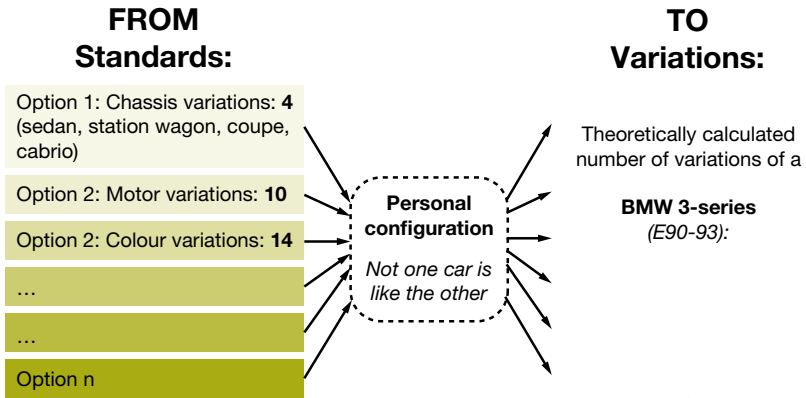 FROM
Standards:
Option 1: Chassis variations: 4
(sedan, station wagon, coupe,
cabrio)
Option 2: Motor variations: 10
Option 2: Colour variations: 14
...
...
Option n
Personal
configuration
Not one car is
like the other
TO
Variations:
Theoretically calculated
number of variations of a
BMW 3-series
(E90-93):